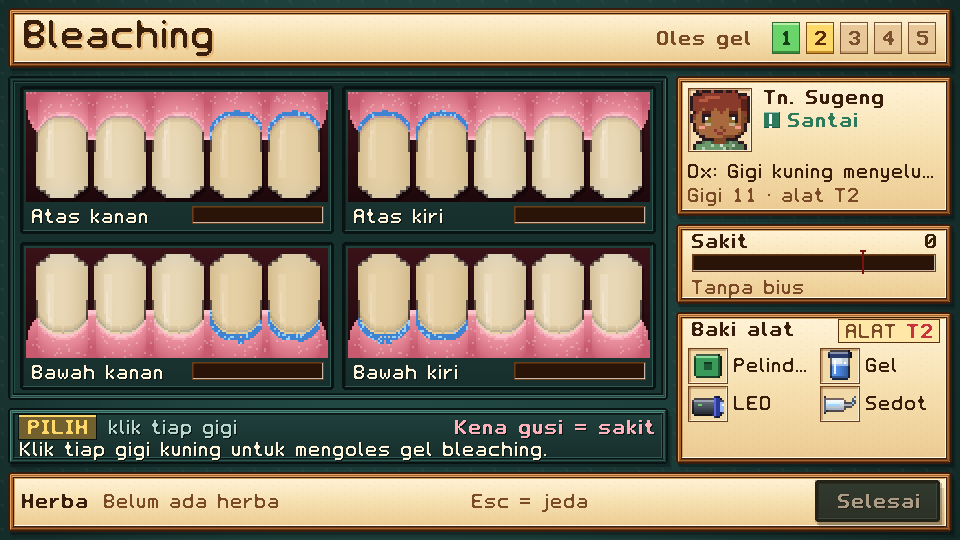 Bleaching
Oles gel 1 2 3 4 5
Atas kanan
Atas kiri
Bawah kanan
Bawah kiri
Tn. Sugeng
Santai
Dx: Gigi kuning menyelu...
Gigi 11 · alat T2
Sakit 0
Tanpa bius
Baki alat ALAT T2
Pelind... Gel
LED Sedot
PILIH klik tiap gigi Kena gusi = sakit
Klik tiap gigi kuning untuk mengoles gel bleaching.
Herba Belum ada herba Esc = jeda Selesai